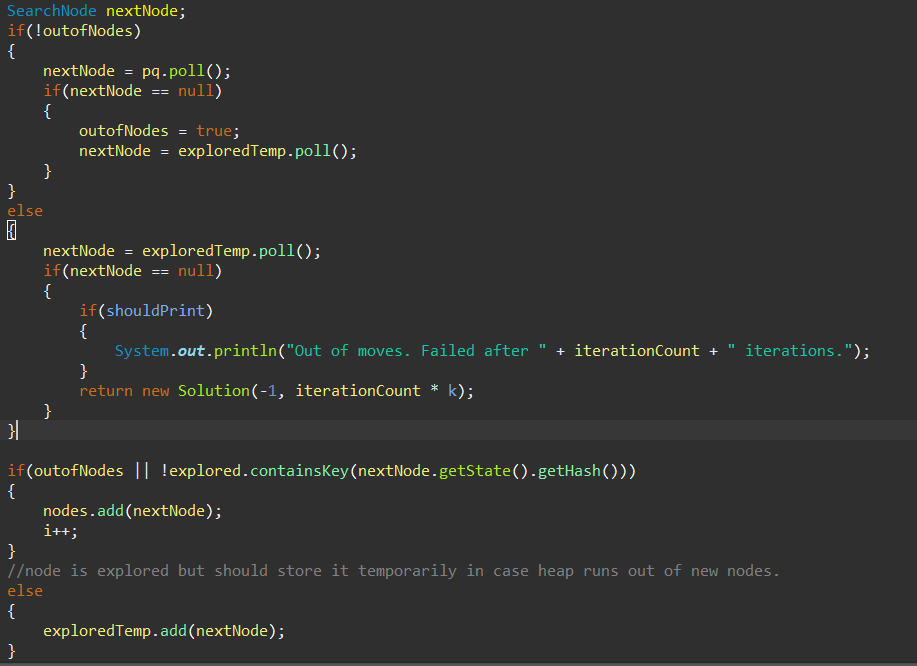 SearchNode nextNode;
if(!outofNodes)
{
    nextNode = pq.poll();
    if(nextNode == null)
    {
        outofNodes = true;
        nextNode = exploredTemp.poll();
    }
}
else
{
    nextNode = exploredTemp.poll();
    if(nextNode == null)
    {
        if(shouldPrint)
        {
            System.out.println("Out of moves. Failed after " + iterationCount + " iterations.");
        }
        return new Solution(-1, iterationCount * k);
    }
}

if(outofNodes || !explored.containsKey(nextNode.getState().getHash()))
{
    nodes.add(nextNode);
    i++;
}
//node is explored but should store it temporarily in case heap runs out of new nodes.
else
{
    exploredTemp.add(nextNode);
}